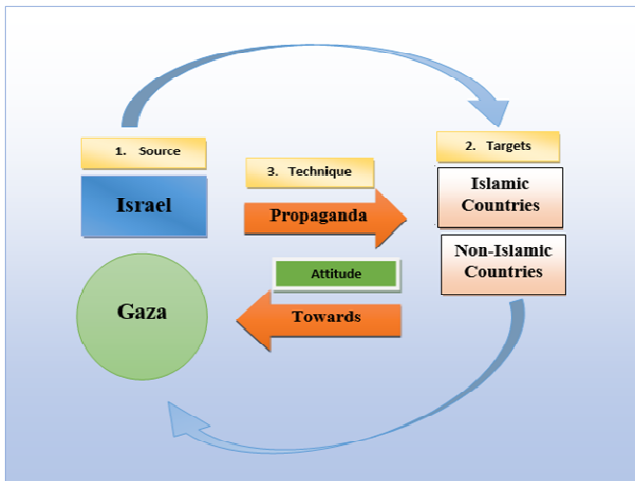 1. Source
Israel
3. Technique
Propaganda
2. Targets
Islamic
Countries
Non-Islamic
Countries
Attitude
Towards
Gaza